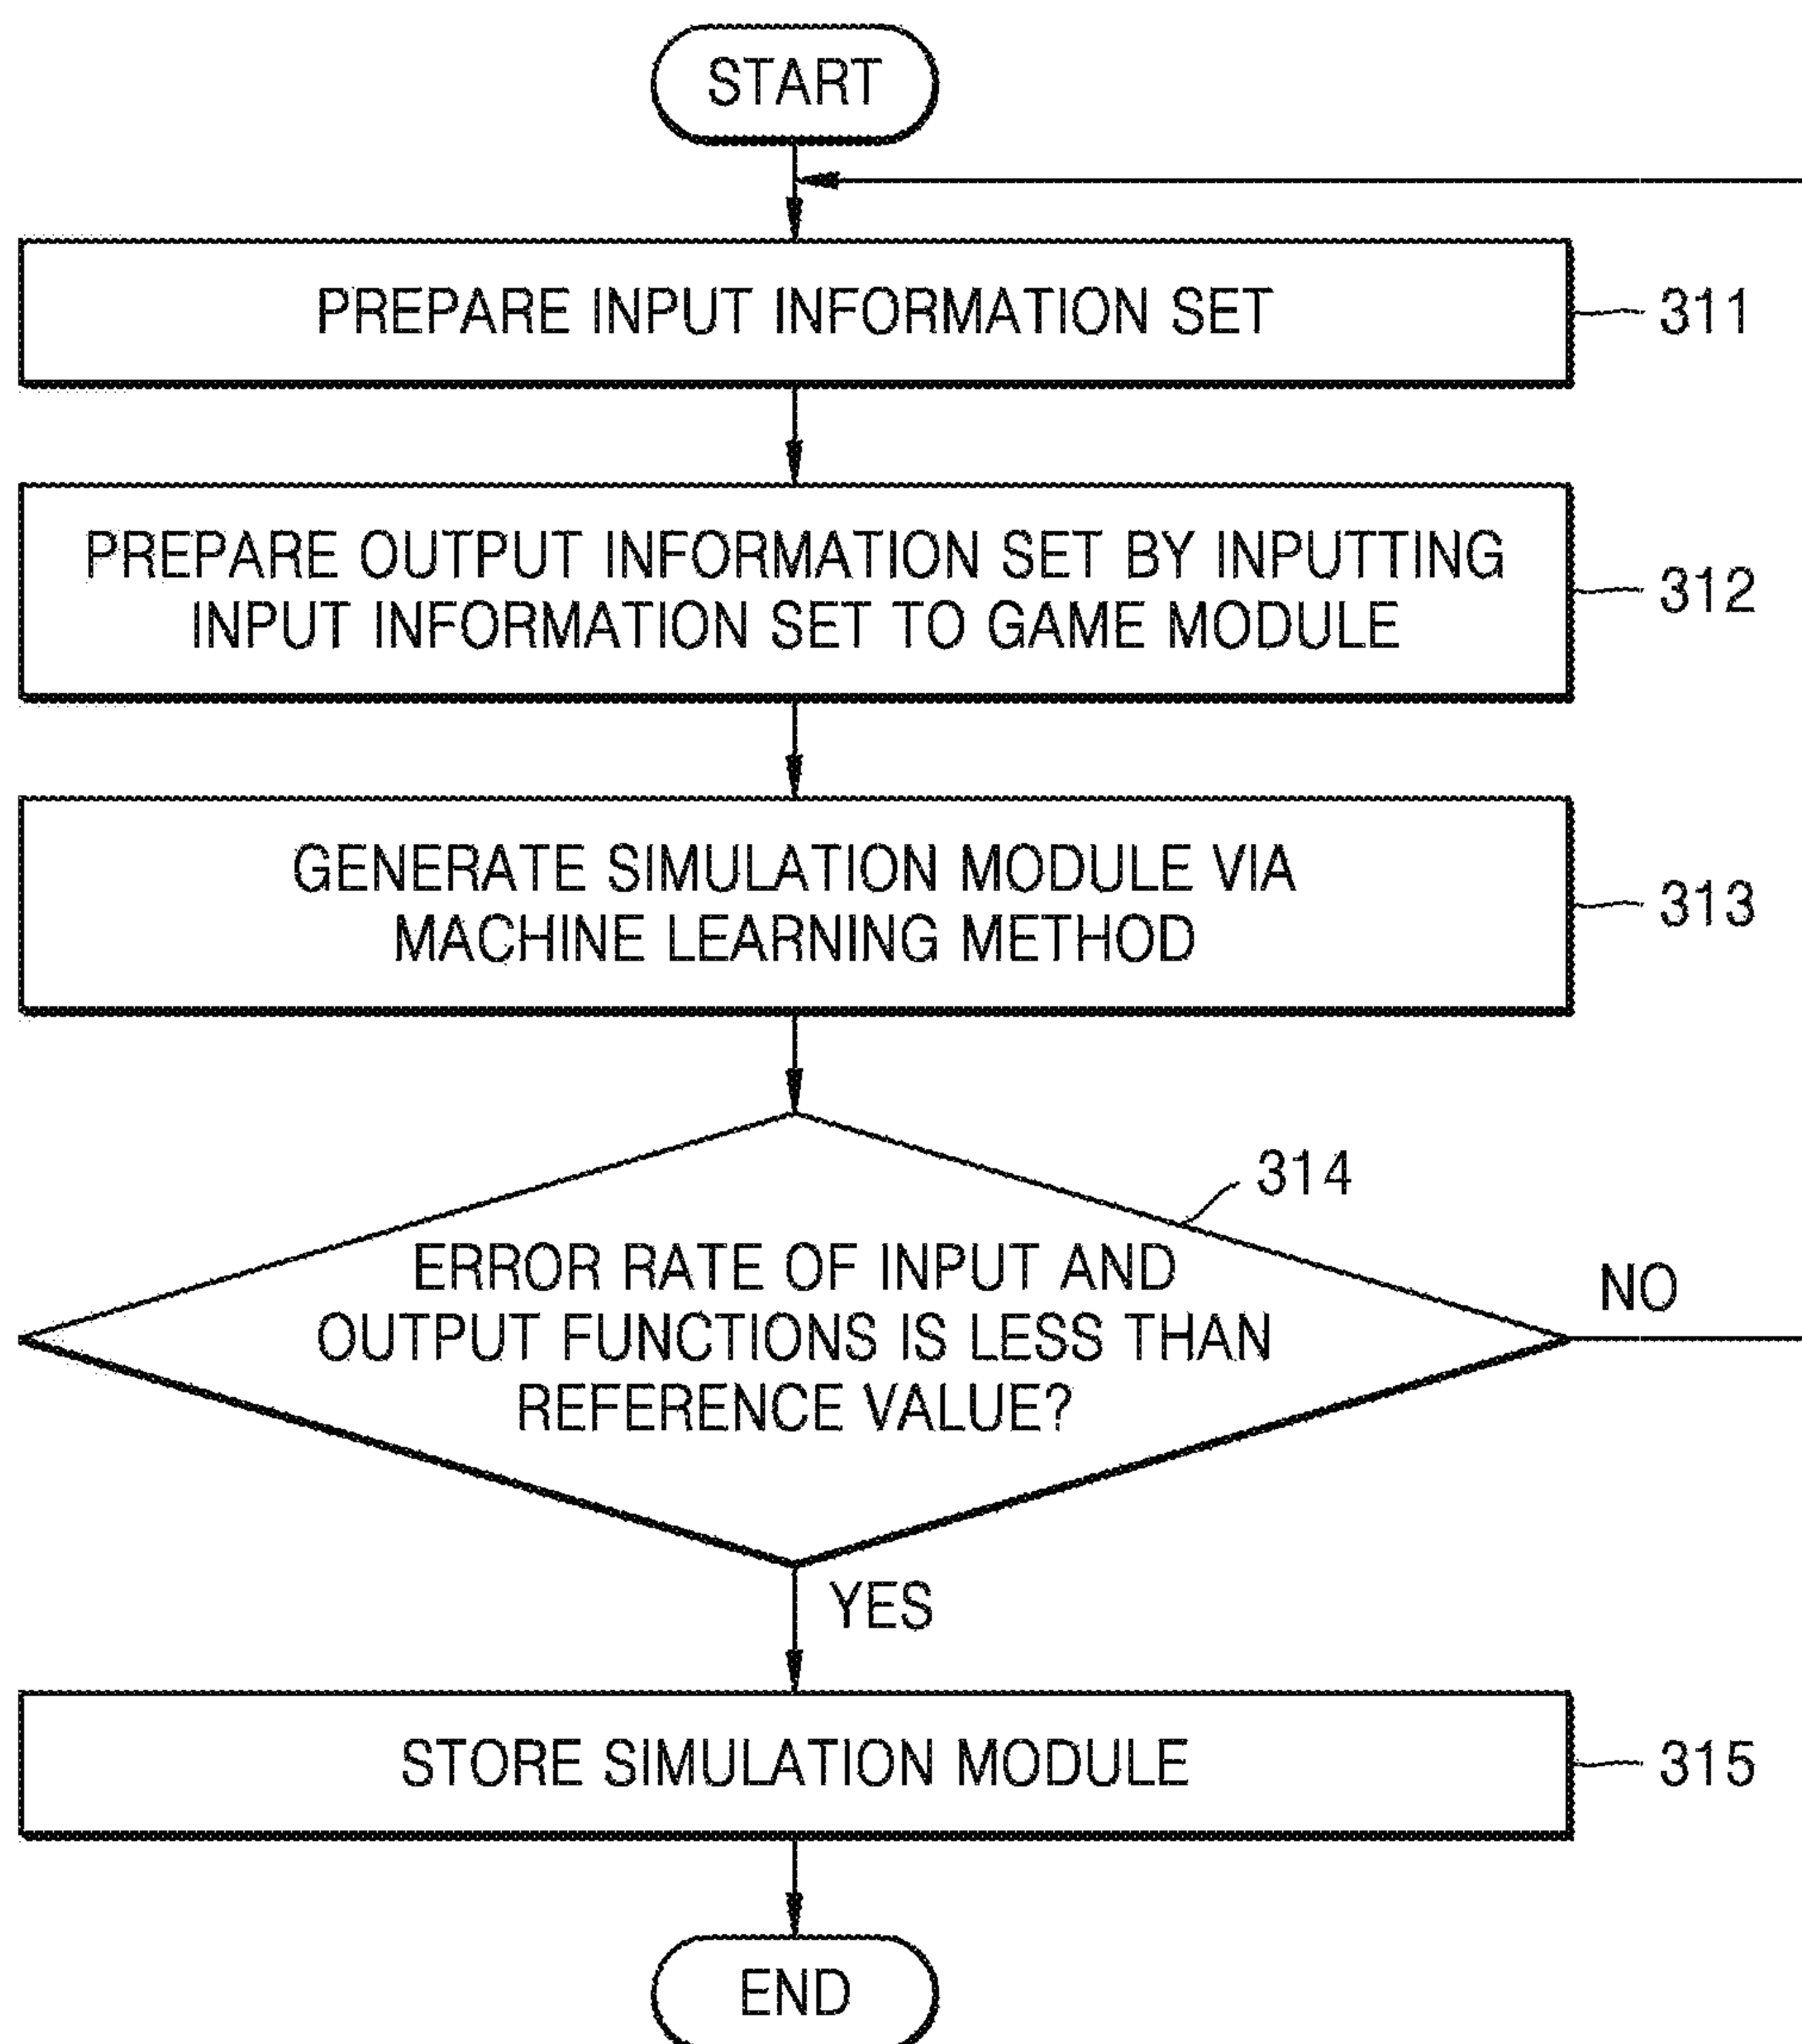 START
PREPARE INPUT INFORMATION SET
311
PREPARE OUTPUT INFORMATION SET BY INPUTTING
INPUT INFORMATION SET TO GAME MODULE
312
GENERATE SIMULATION MODULE VIA
MACHINE LEARNING METHOD
313
314
ERROR RATE OF INPUT AND
OUTPUT FUNCTIONS IS LESS THAN
REFERENCE VALUE?
NO
YES
STORE SIMULATION MODULE
315
END